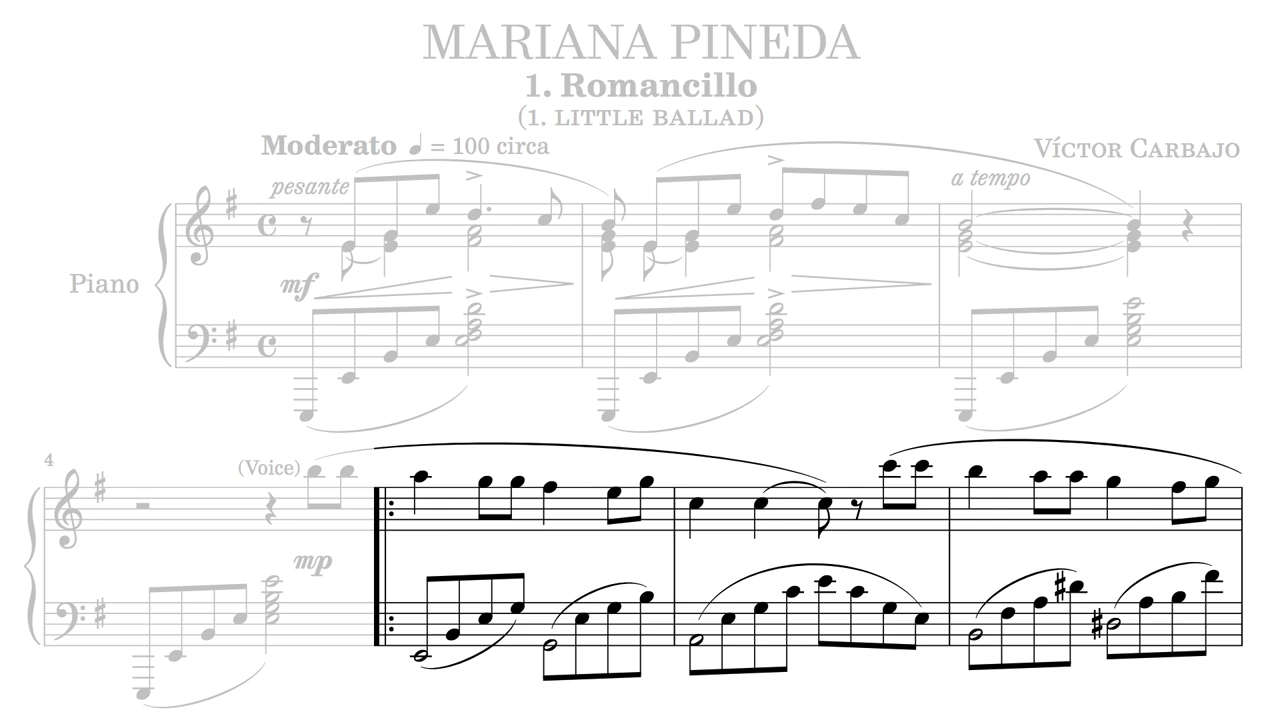 MARIANA PINEDA
1. Romancillo
(1. LITTLE BALLAD)
Moderato ♩ = 100 circa
VÍCTOR CARBAJO
pesante
a tempo
Piano
mf
4
(Voice)
mp